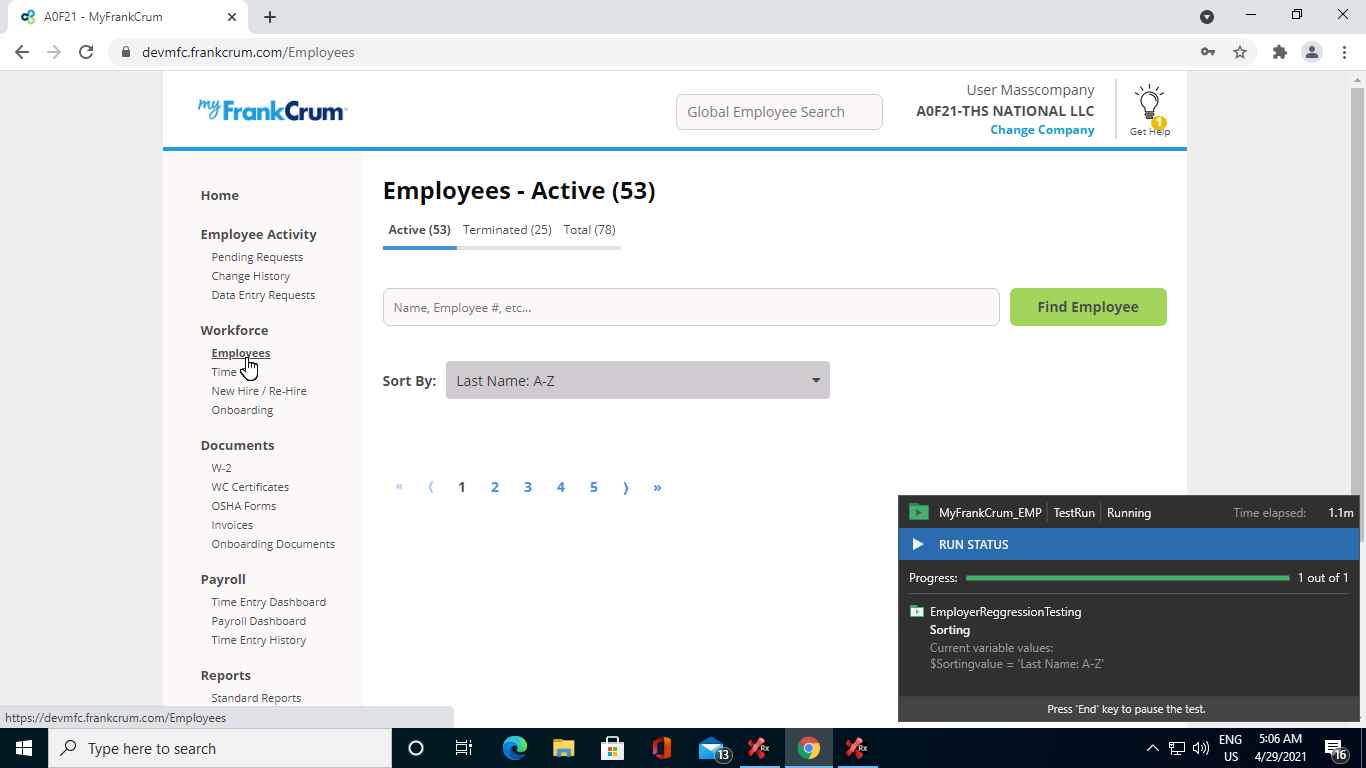 A0F21 - MyFrankCrum
devmfc.frankcrum.com/Employees
myFrankCrum
Global Employee Search
User Masscompany
A0F21-THS NATIONAL LLC
Change Company
1
Get Help
Home
Employee Activity
Pending Requests
Change History
Data Entry Requests
Workforce
Employees
Time
New Hire / Re-Hire
Onboarding
Documents
W-2
WC Certificates
OSHA Forms
Invoices
Onboarding Documents
Payroll
Time Entry Dashboard
Payroll Dashboard
Time Entry History
Reports
Standard Reports
Employees - Active (53)
Active (53) Terminated (25) Total (78)
Name, Employee #, etc...
Find Employee
Sort By: Last Name: A-Z
« ⟨ 1 2 3 4 5 ⟩ »
MyFrankCrum_EMP TestRun Running Time elapsed: 1.1m
RUN STATUS
Progress: 1 out of 1
EmployerReggressionTesting
Sorting
Current variable values:
$Sortingvalue = 'Last Name: A-Z'
Press 'End' key to pause the test.
https://devmfc.frankcrum.com/Employees
Type here to search
13
Rx
Rx
ENG
US
5:06 AM
4/29/2021
16